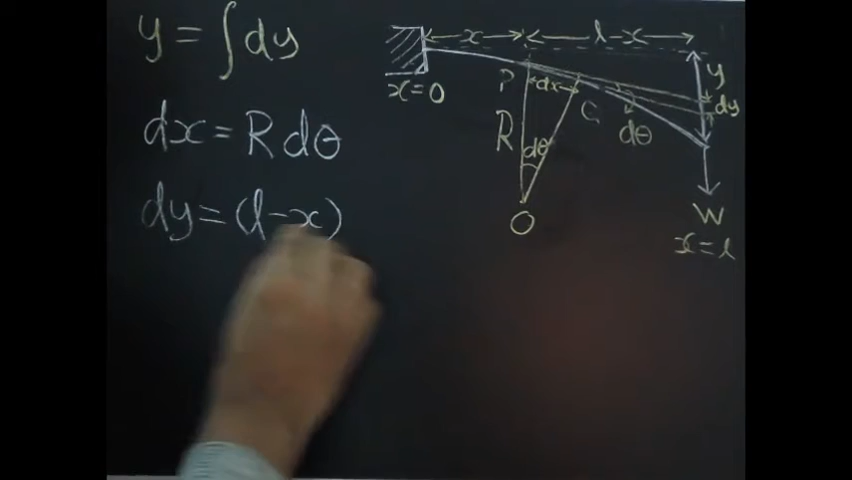 y = ∫ dy
dx = R dθ
dy = (l-x)
x
l-x
x=0
P
dx
Q
y
dy
R
dθ
dθ
O
W
x=l